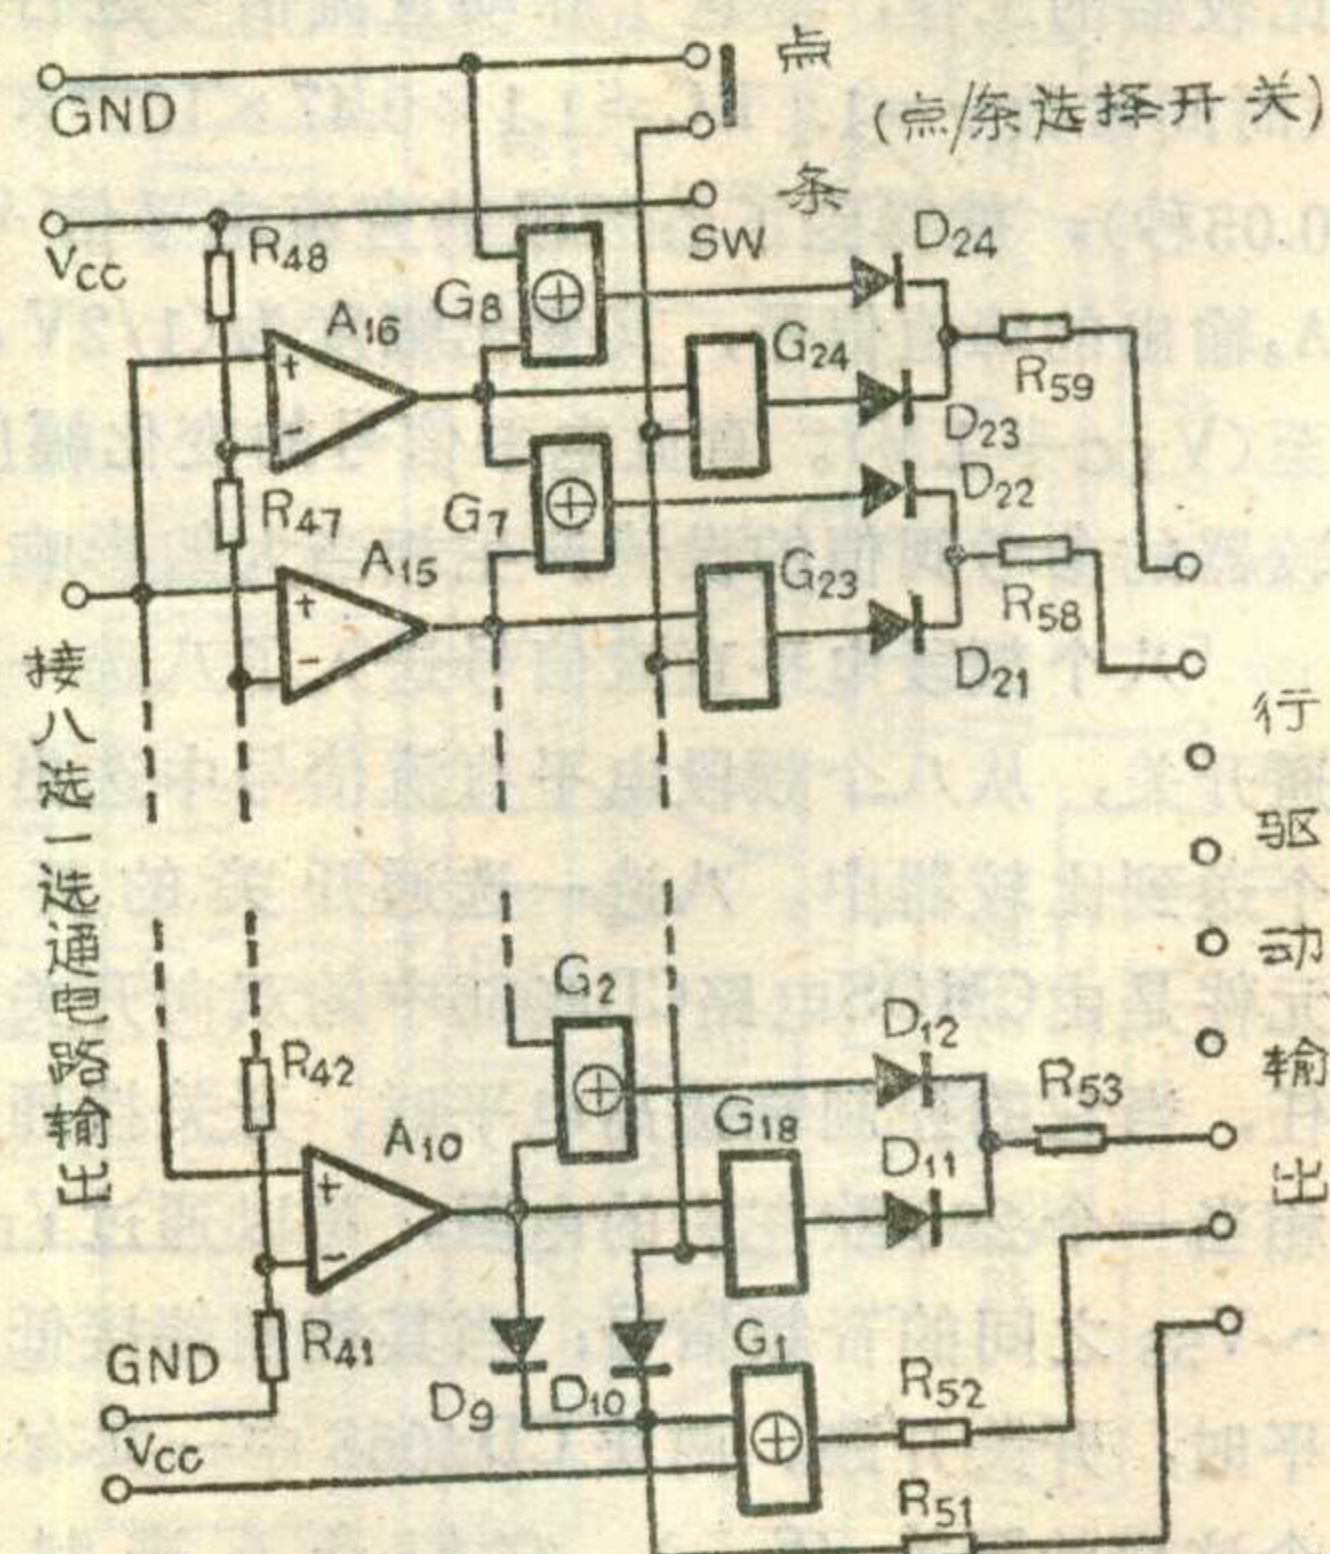 点
GND
(点/条选择开关)
条
VCC
R48
SW
D24
G8
A16
+
G24
R59
-
D23
R47
D22
G7
A15
G23
+
R58
-
D21
接八选一选通电路输出
行驱动输出
G2
R42
D12
R53
A10
G18
D11
+
-
GND
R41
G1
D9
D10
R52
VCC
R51